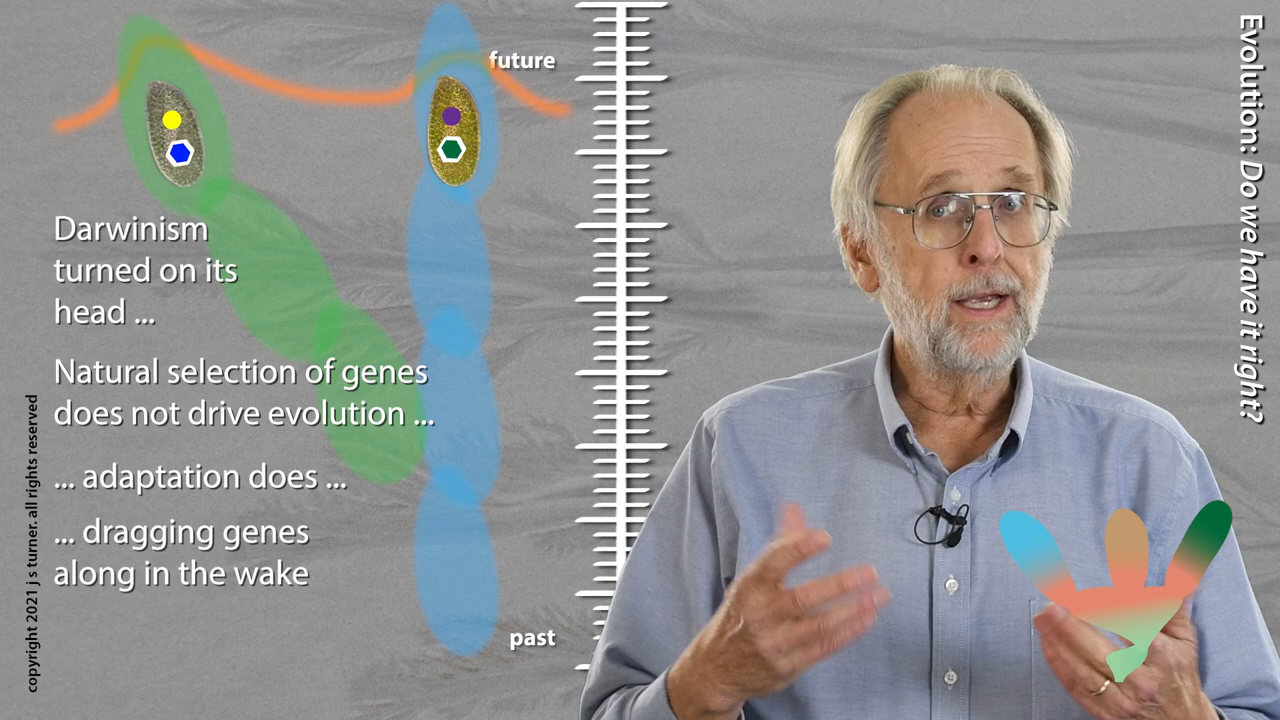 future
Darwinism
turned on its
head ...
Natural selection of genes
does not drive evolution ...
... adaptation does ...
... dragging genes
along in the wake
past
copyright 2021 j s turner. all rights reserved
Evolution: Do we have it right?